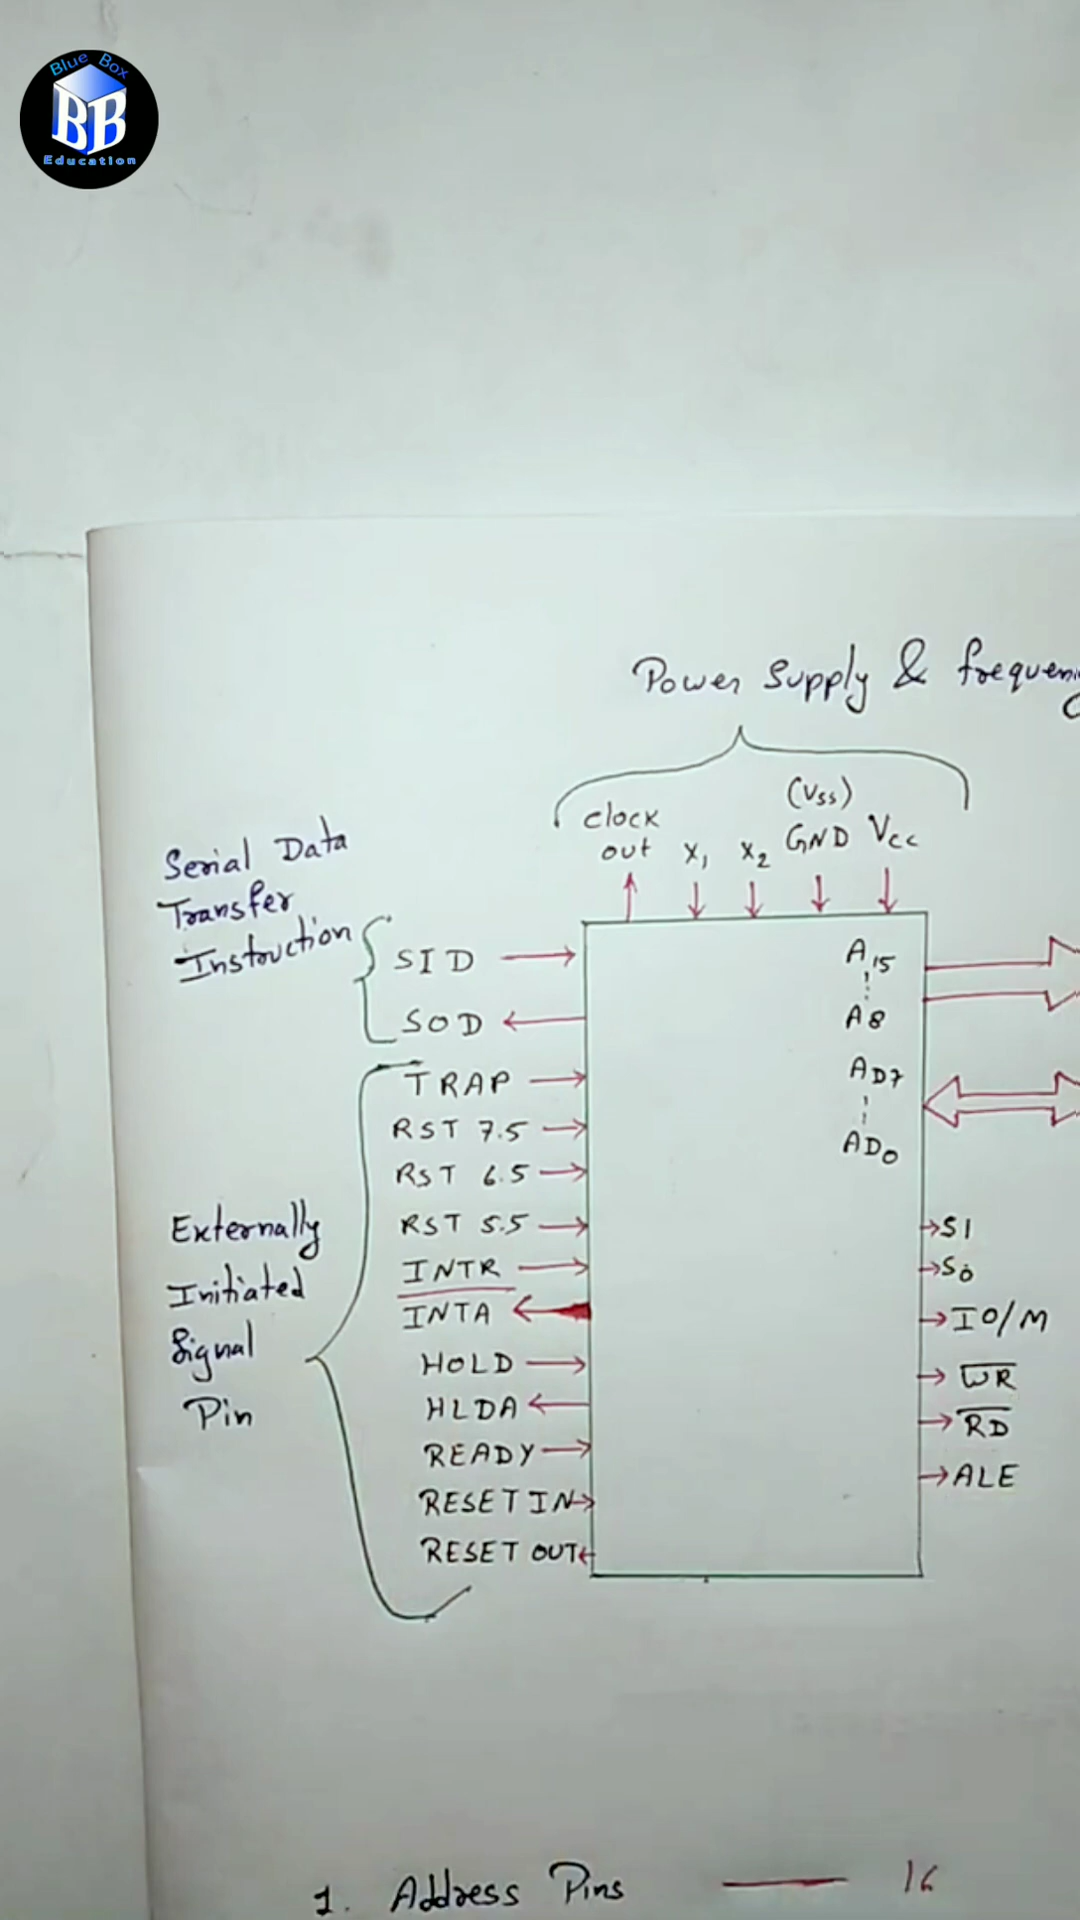 Blue Box
BB
Education
Power Supply & frequen
(Vss)
clock out X1 X2 GND Vcc
Serial Data
Transfer
Instruction
SID
SOD
TRAP
RST 7.5
RST 6.5
RST 5.5
INTR
INTA
HOLD
HLDA
READY
RESET IN
RESET OUT
Externally
Initiated
Signal
Pin
A15
A8
AD7
AD0
S1
S0
IO/M
W̅R̅
R̅D̅
ALE
1. Address Pins — 16